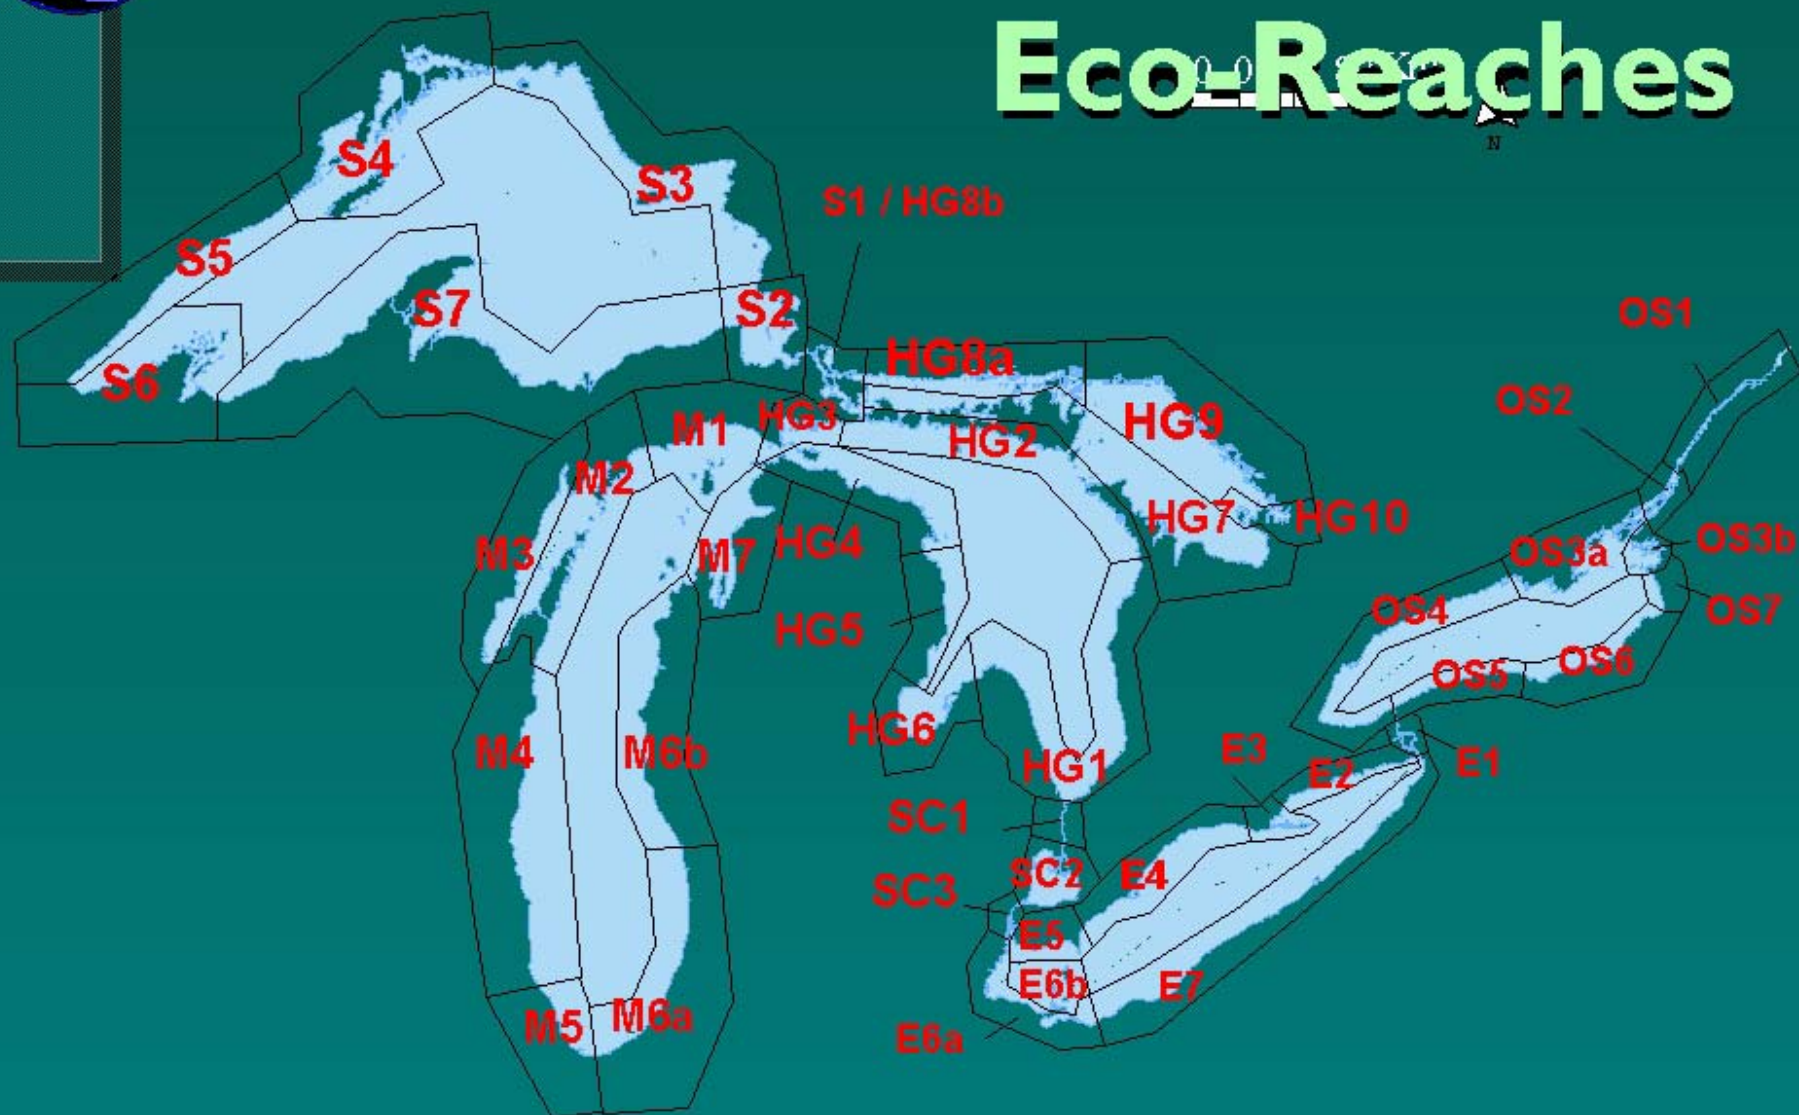 Eco-Reaches
N
S4
S3
S1 / HG8b
S5
S7
S2
OS1
HG8a
S6
OS2
M1
HG3
HG9
HG2
M2
HG7
HG10
HG4
M3
M7
OS3a
OS3b
HG5
OS4
OS7
OS6
OS5
HG6
M4
M6b
E3
HG1
E2
E1
SC1
SC2
E4
SC3
E5
E6b
E7
M6a
M5
E6a